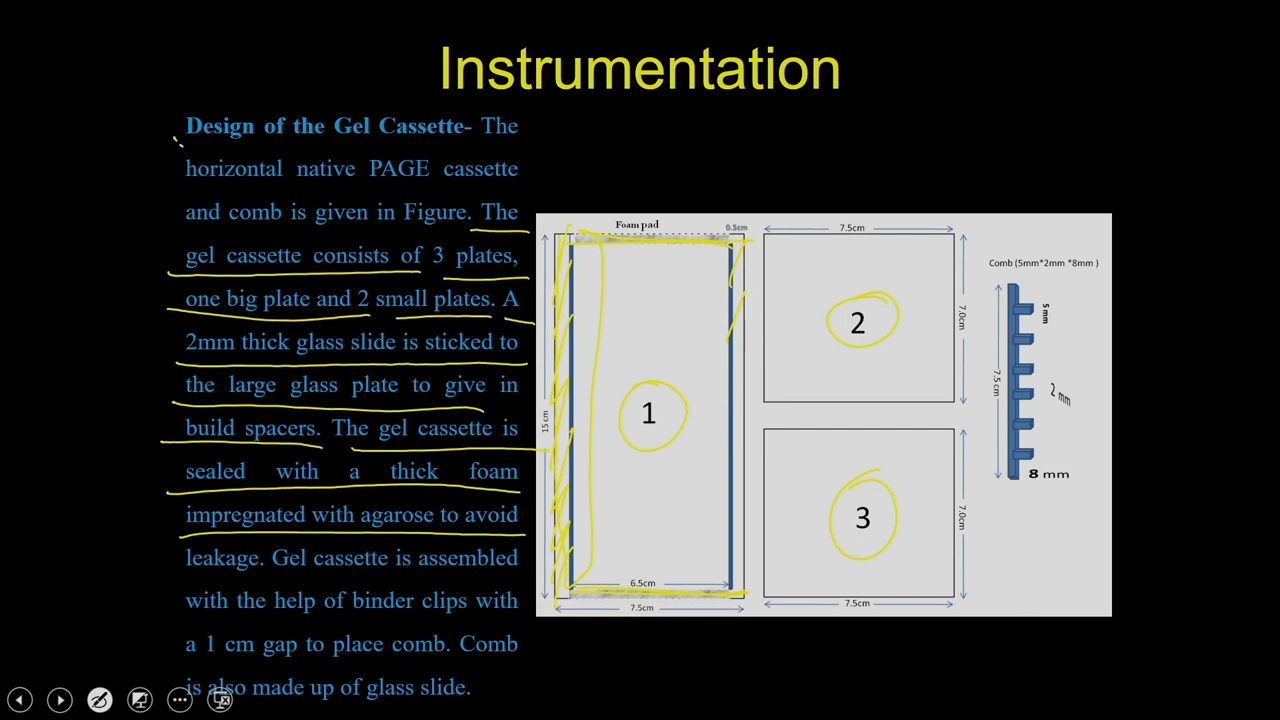 Instrumentation
Design of the Gel Cassette- The
horizontal native PAGE cassette
and comb is given in Figure. The
gel cassette consists of 3 plates,
one big plate and 2 small plates. A
2mm thick glass slide is sticked to
the large glass plate to give in
build spacers. The gel cassette is
sealed with a thick foam
impregnated with agarose to avoid
leakage. Gel cassette is assembled
with the help of binder clips with
a 1 cm gap to place comb. Comb
is also made up of glass slide.
Foam pad
0.5cm
15 cm
1
6.5cm
7.5cm
7.5cm
2
7.0cm
3
7.0cm
7.5cm
Comb (5mm*2mm *8mm )
5 mm
7.5 cm
2 mm
8 mm